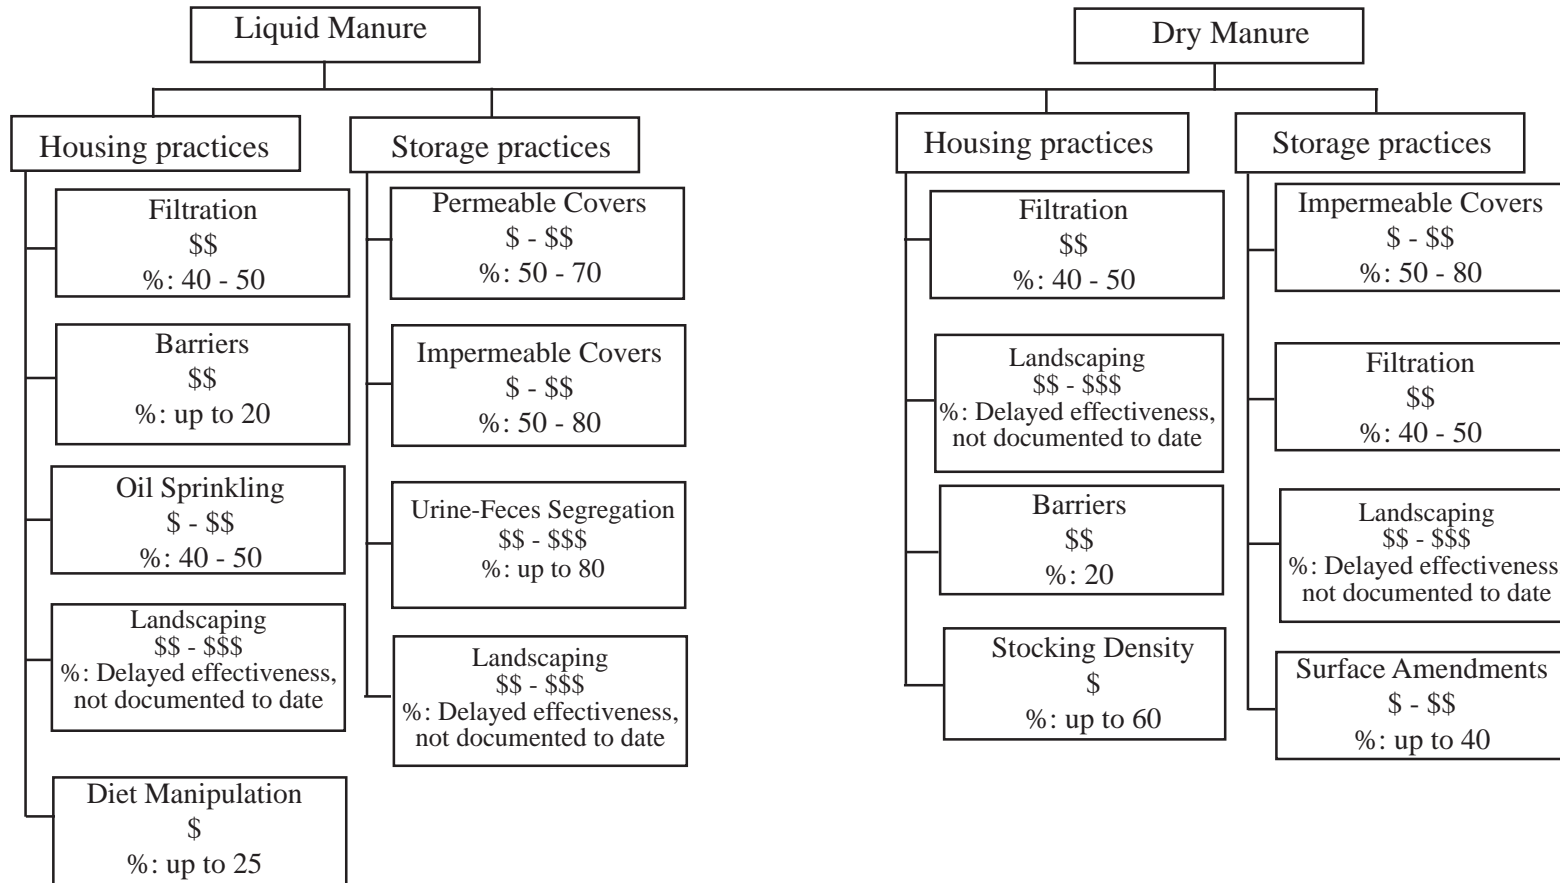 Liquid Manure
Dry Manure
Housing practices
Storage practices
Housing practices
Storage practices
Filtration
$$
%: 40 - 50
Barriers
$$
%: up to 20
Oil Sprinkling
$ - $$
%: 40 - 50
Landscaping
$$ - $$$
%: Delayed effectiveness,
not documented to date
Diet Manipulation
$
%: up to 25
Permeable Covers
$ - $$
%: 50 - 70
Impermeable Covers
$ - $$
%: 50 - 80
Urine-Feces Segregation
$$ - $$$
%: up to 80
Landscaping
$$ - $$$
%: Delayed effectiveness,
not documented to date
Filtration
$$
%: 40 - 50
Landscaping
$$ - $$$
%: Delayed effectiveness,
not documented to date
Barriers
$$
%: 20
Stocking Density
$
%: up to 60
Impermeable Covers
$ - $$
%: 50 - 80
Filtration
$$
%: 40 - 50
Landscaping
$$ - $$$
%: Delayed effectiveness
not documented to date
Surface Amendments
$ - $$
%: up to 40